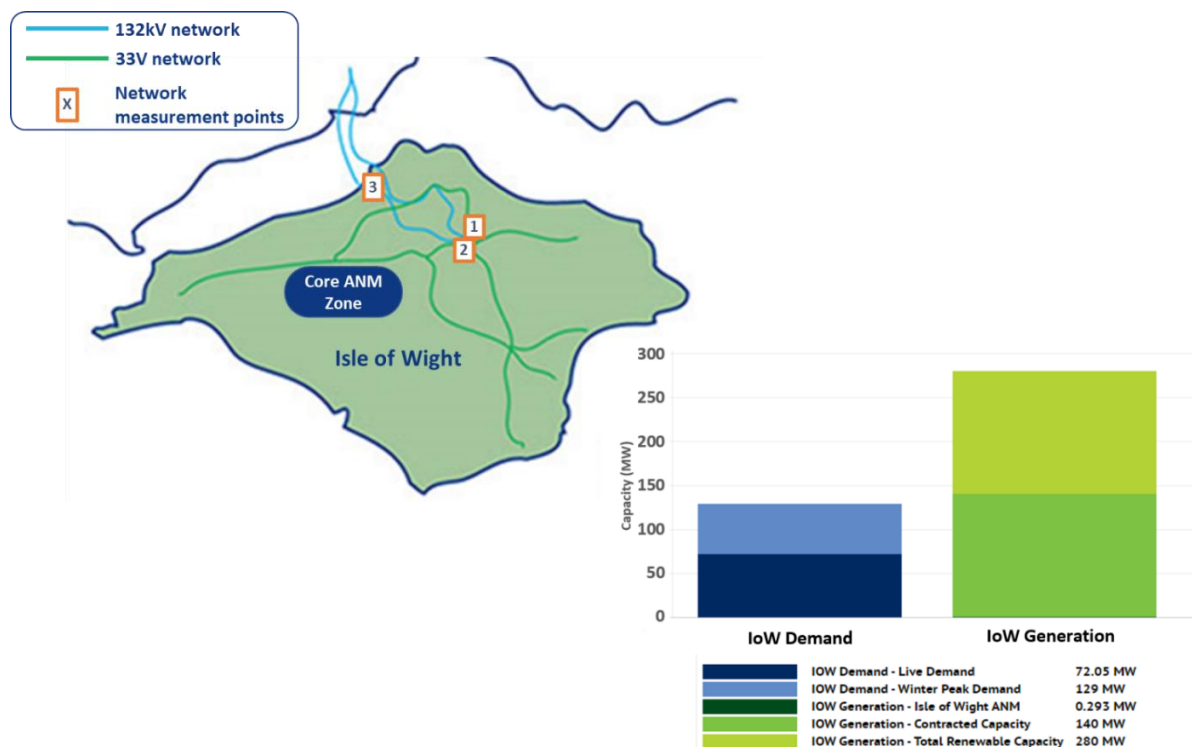 132kV network
33V network
X
Network
measurement points
3
1
2
Core ANM
Zone
Isle of Wight
300
250
200
150
100
50
0
Capacity (MW)
IoW Demand
IoW Generation
IOW Demand - Live Demand 72.05 MW
IOW Demand - Winter Peak Demand 129 MW
IOW Generation - Isle of Wight ANM 0.293 MW
IOW Generation - Contracted Capacity 140 MW
IOW Generation - Total Renewable Capacity 280 MW